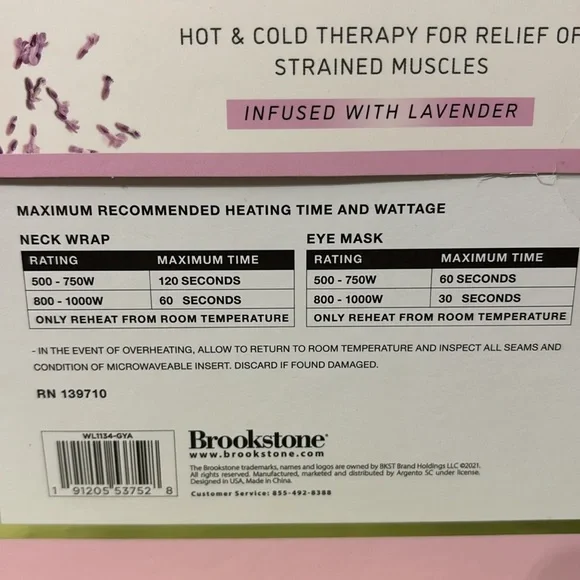 HOT & COLD THERAPY FOR RELIEF OF
STRAINED MUSCLES
INFUSED WITH LAVENDER
MAXIMUM RECOMMENDED HEATING TIME AND WATTAGE
NECK WRAP
RATING MAXIMUM TIME
500 - 750W 120 SECONDS
800 - 1000W 60 SECONDS
ONLY REHEAT FROM ROOM TEMPERATURE
EYE MASK
RATING MAXIMUM TIME
500 - 750W 60 SECONDS
800 - 1000W 30 SECONDS
ONLY REHEAT FROM ROOM TEMPERATURE
- IN THE EVENT OF OVERHEATING, ALLOW TO RETURN TO ROOM TEMPERATURE AND INSPECT ALL SEAMS AND
CONDITION OF MICROWAVEABLE INSERT. DISCARD IF FOUND DAMAGED.
RN 139710
WL1134-GYA
1 91205 53752 8
Brookstone®
www.brookstone.com
The Brookstone trademarks, names and logos are owned by BKST Brand Holdings LLC ©2021.
All rights reserved. Manufactured, marketed and distributed by Argento SC under license.
Designed in USA, Made in China.
Customer Service: 855-492-8388